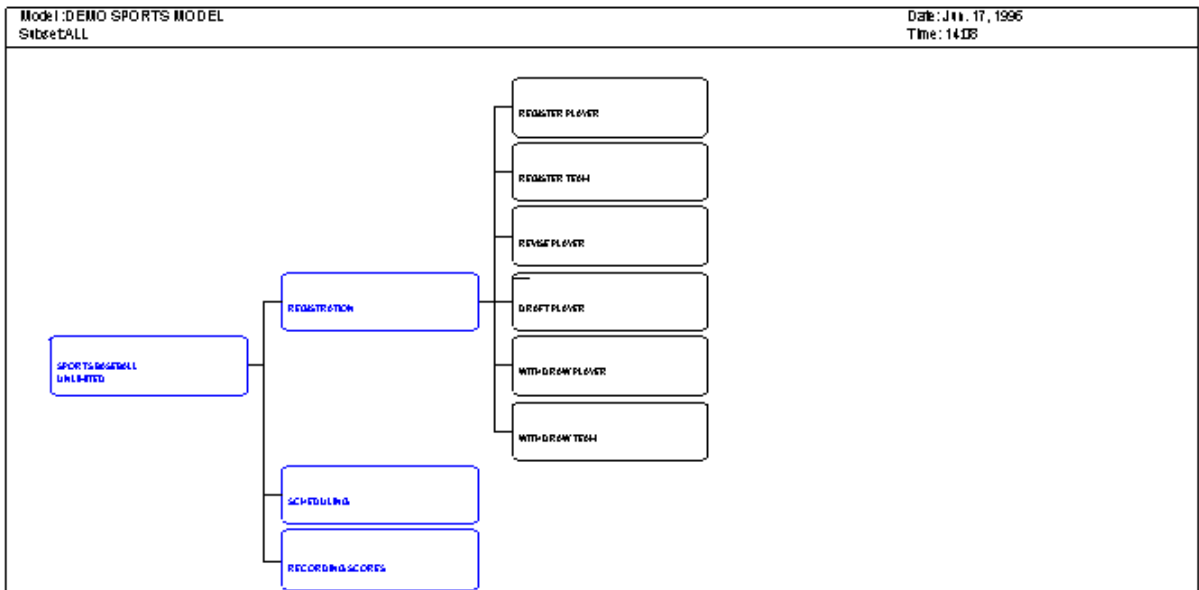 Model :DEMO SPORTS MODEL
Subset:ALL
Date: Jun. 17, 1996
Time: 14:08
REGISTER PLAYER
REGISTER TEAM
REVISE PLAYER
REGISTRATION
DRAFT PLAYER
SPORTS BASEBALL
UNLIMITED
WITHDRAW PLAYER
WITHDRAW TEAM
SCHEDULING
RECORDING SCORES